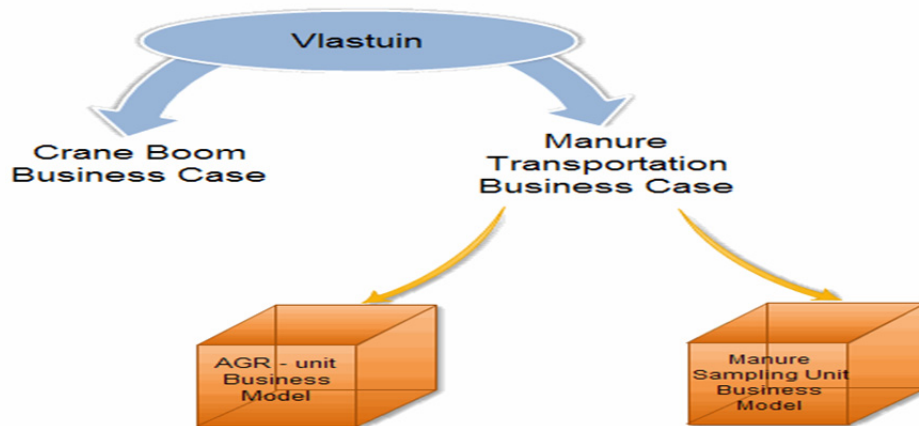 Vlastuin
Crane Boom
Business Case
Manure
Transportation
Business Case
AGR - unit
Business
Model
Manure
Sampling Unit
Business
Model